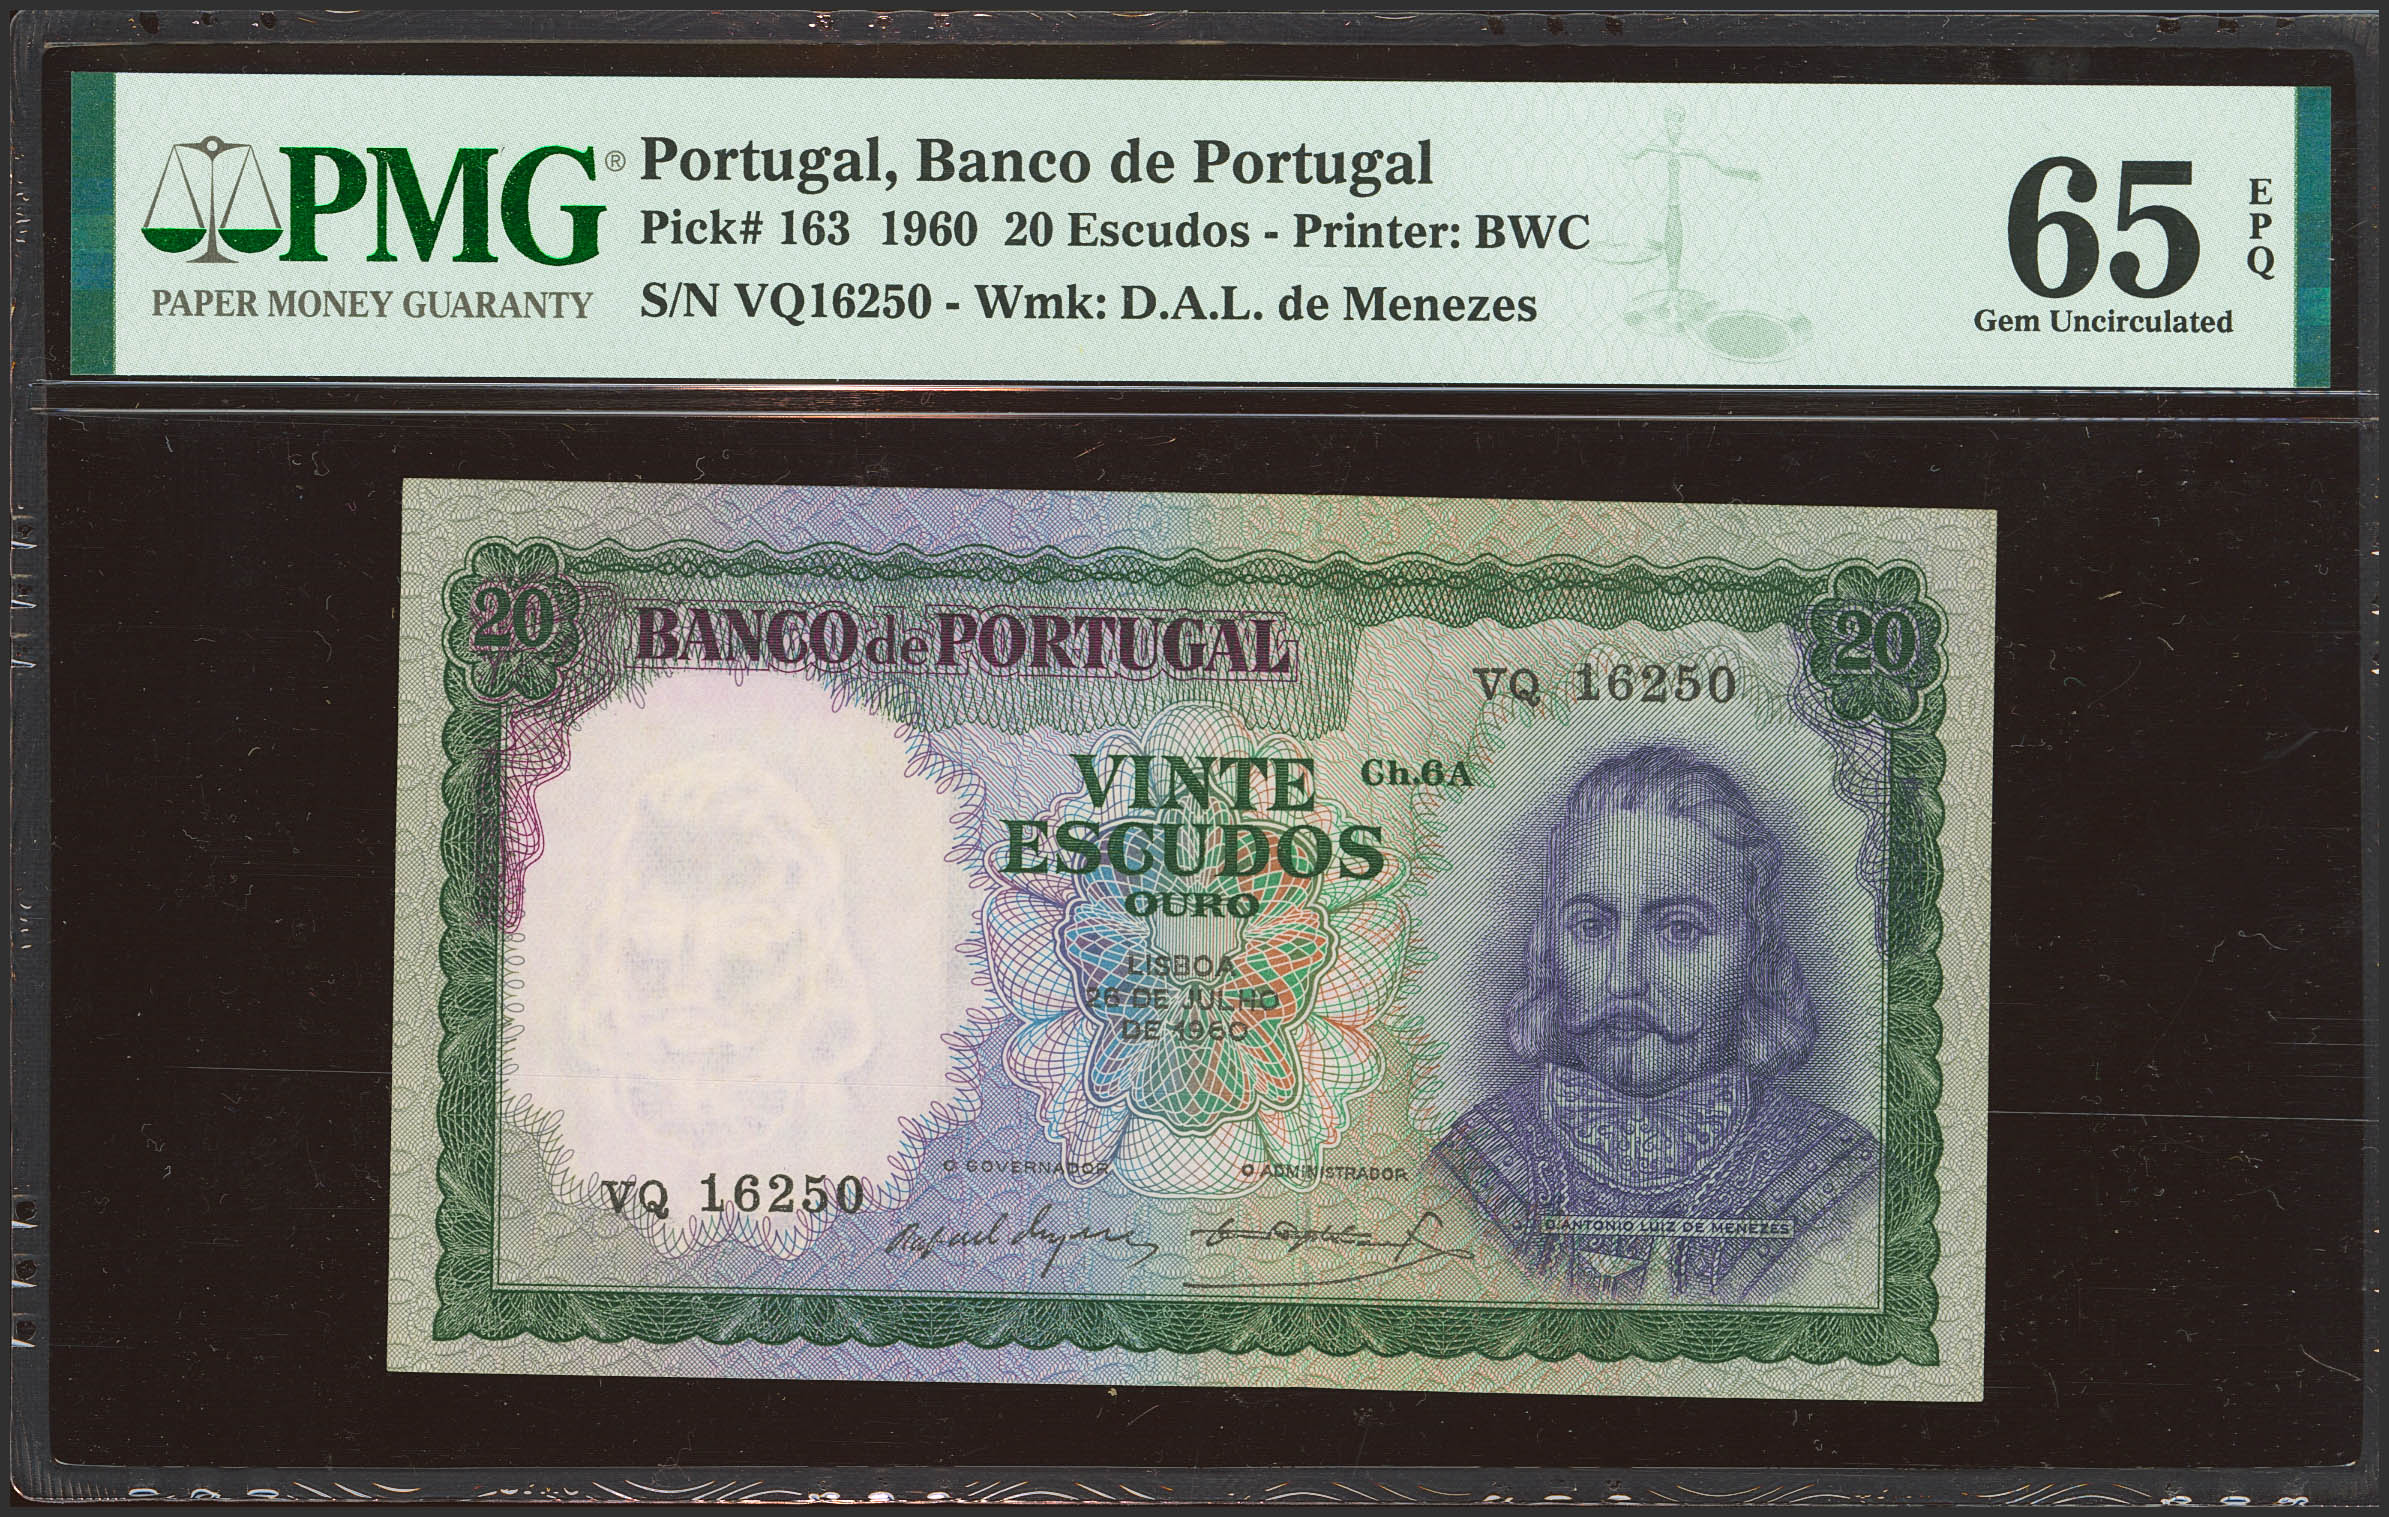 PMG®
PAPER MONEY GUARANTY
Portugal, Banco de Portugal
Pick# 163 1960 20 Escudos - Printer: BWC
S/N VQ16250 - Wmk: D.A.L. de Menezes
65
EPQ
Gem Uncirculated
20
BANCO de PORTUGAL
20
VQ 16250
VINTE
Ch.6A
ESCUDOS
OURO
LISBOA
26 DE JULHO
DE 1960
O GOVERNADOR
O ADMINISTRADOR
VQ 16250
D. ANTONIO LUIZ DE MENEZES